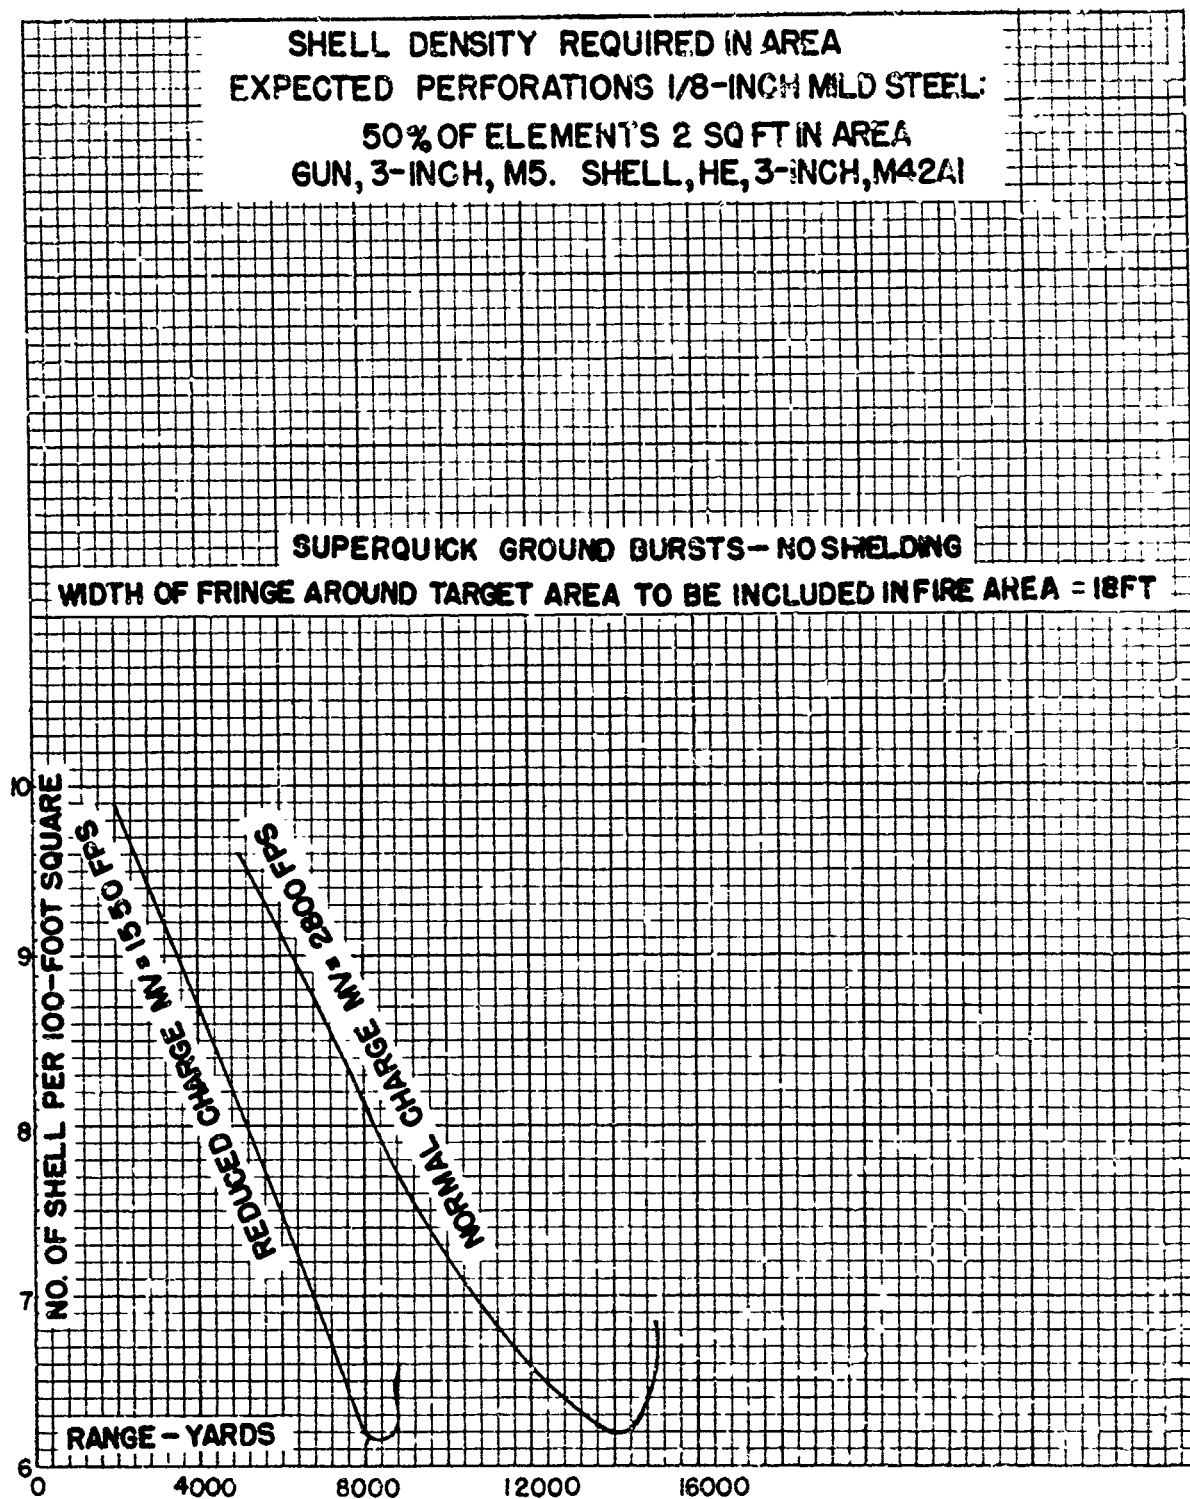 SHELL DENSITY REQUIRED IN AREA
EXPECTED PERFORATIONS 1/8-INCH MILD STEEL:
50% OF ELEMENTS 2 SQ FT IN AREA
GUN, 3-INCH, M5. SHELL, HE, 3-INCH, M42A1
SUPERQUICK GROUND BURSTS - NO SHIELDING
WIDTH OF FRINGE AROUND TARGET AREA TO BE INCLUDED IN FIRE AREA = 18FT
10
9
8
7
6
NO. OF SHELL PER 100-FOOT SQUARE
REDUCED CHARGE MV = 1550 FPS
NORMAL CHARGE MV = 2800 FPS
RANGE - YARDS
0 4000 8000 12000 16000